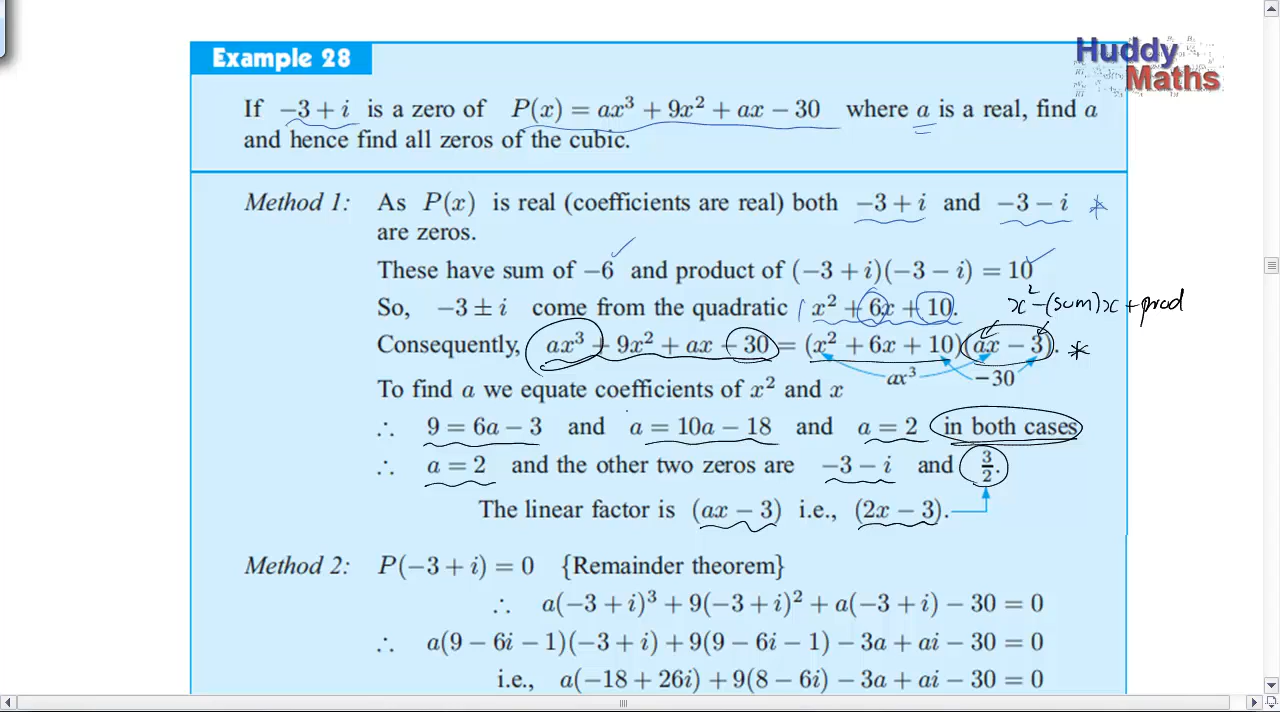 Huddy
Maths
Example 28
If −3 + i is a zero of P(x) = ax³ + 9x² + ax − 30 where a is a real, find a
and hence find all zeros of the cubic.
Method 1: As P(x) is real (coefficients are real) both −3 + i and −3 − i *
are zeros.
These have sum of −6 and product of (−3 + i)(−3 − i) = 10
x² − (sum)x + prod
So, −3 ± i come from the quadratic x² + 6x + 10.
Consequently, ax³ + 9x² + ax − 30 = (x² + 6x + 10)(ax − 3). *
ax³ −30
To find a we equate coefficients of x² and x
∴ 9 = 6a − 3 and a = 10a − 18 and a = 2 in both cases
∴ a = 2 and the other two zeros are −3 − i and 3/2.
The linear factor is (ax − 3) i.e., (2x − 3).
Method 2: P(−3 + i) = 0 {Remainder theorem}
∴ a(−3 + i)³ + 9(−3 + i)² + a(−3 + i) − 30 = 0
∴ a(9 − 6i − 1)(−3 + i) + 9(9 − 6i − 1) − 3a + ai − 30 = 0
i.e., a(−18 + 26i) + 9(8 − 6i) − 3a + ai − 30 = 0